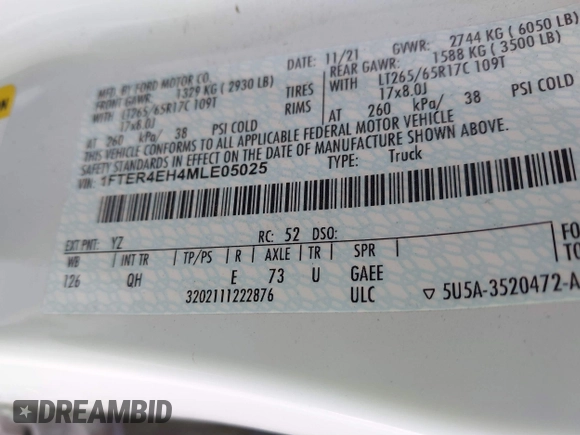 MFD. BY FORD MOTOR CO.
DATE: 11/21
GVWR: 2744 KG ( 6050 LB)
FRONT GAWR: 1329 KG ( 2930 LB)
REAR GAWR: 1588 KG ( 3500 LB)
WITH LT265/65R17C 109T TIRES
WITH LT265/65R17C 109T
17x8.0J RIMS
17x8.0J
AT 260 kPa/ 38 PSI COLD
AT 260 kPa/ 38 PSI COLD
THIS VEHICLE CONFORMS TO ALL APPLICABLE FEDERAL MOTOR VEHICLE
SAFETY STANDARDS IN EFFECT ON THE DATE OF MANUFACTURE SHOWN ABOVE.
VIN: 1FTER4EH4MLE05025
TYPE: Truck
EXT PNT: YZ RC: 52 DSO:
WB INT TR TP/PS R AXLE TR SPR
126 QH E 73 U GAEE
3202111222876 ULC
▽ 5U5A-3520472-A
DREAMBID